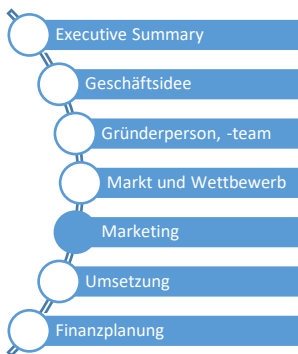 Executive Summary
Geschäftsidee
Gründerperson, -team
Markt und Wettbewerb
Marketing
Umsetzung
Finanzplanung